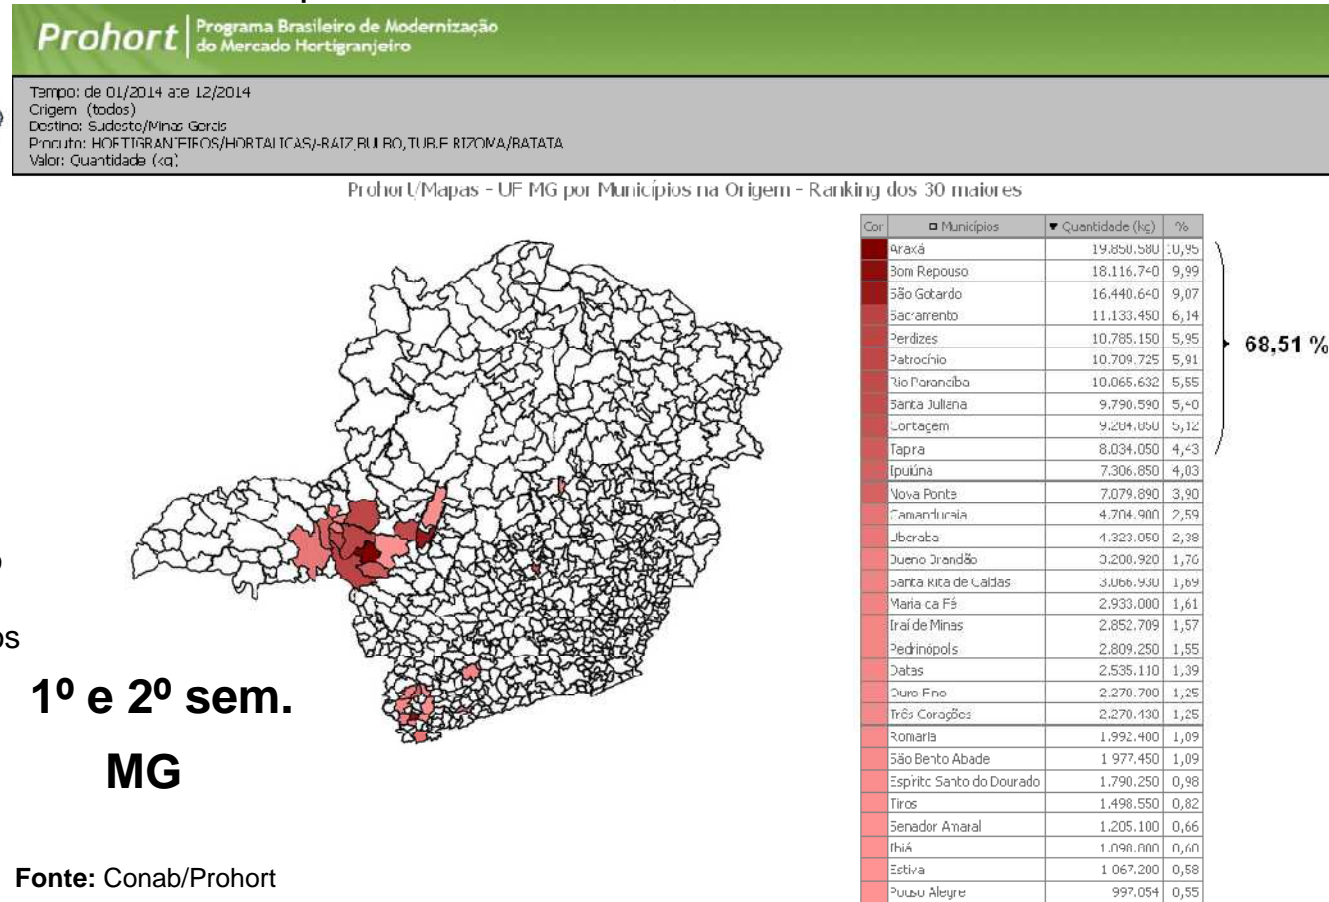 Prohort
Programa Brasileiro de Modernização
do Mercado Hortigranjeiro
Tempo: de 01/2014 ate 12/2014
Origem (todos)
Destino: Sudeste/Minas Gerais
Produto: HORTIGRANJEIROS/HORTALICAS/-RAIZ,BULBO,TUB.E RIZOMA/BATATA
Valor: Quantidade (kg)
Prohort/Mapas - UF MG por Municípios na Origem - Ranking dos 30 maiores
Cor Municípios Quantidade (kg) %
Araxá 19.850.580 10,95
Bom Repouso 18.116.740 9,99
São Gotardo 16.440.640 9,07
Sacramento 11.133.450 6,14
Perdizes 10.785.150 5,95
Patrocínio 10.709.725 5,91
Rio Paranaíba 10.065.632 5,55
Santa Juliana 9.790.590 5,40
Contagem 9.284.850 5,12
Tapira 8.034.050 4,43
Ipuiúna 7.306.850 4,03
Nova Ponte 7.079.890 3,90
Camanducaia 4.704.900 2,59
Uberaba 4.323.050 2,38
Bueno Brandão 3.200.920 1,76
Santa Rita de Caldas 3.066.930 1,69
Maria da Fé 2.933.000 1,61
Iraí de Minas 2.852.709 1,57
Pedrinópolis 2.809.250 1,55
Datas 2.535.110 1,39
Ouro Fino 2.270.700 1,25
Três Corações 2.270.430 1,25
Romaria 1.992.400 1,09
São Bento Abade 1 977.450 1,09
Espírito Santo do Dourado 1.790.250 0,98
Tiros 1.498.550 0,82
Senador Amaral 1.205.100 0,66
Ibiá 1.098.800 0,60
Estiva 1 067.200 0,58
Pouso Alegre 997.054 0,55
68,51 %
os
1º e 2º sem.
MG
Fonte: Conab/Prohort